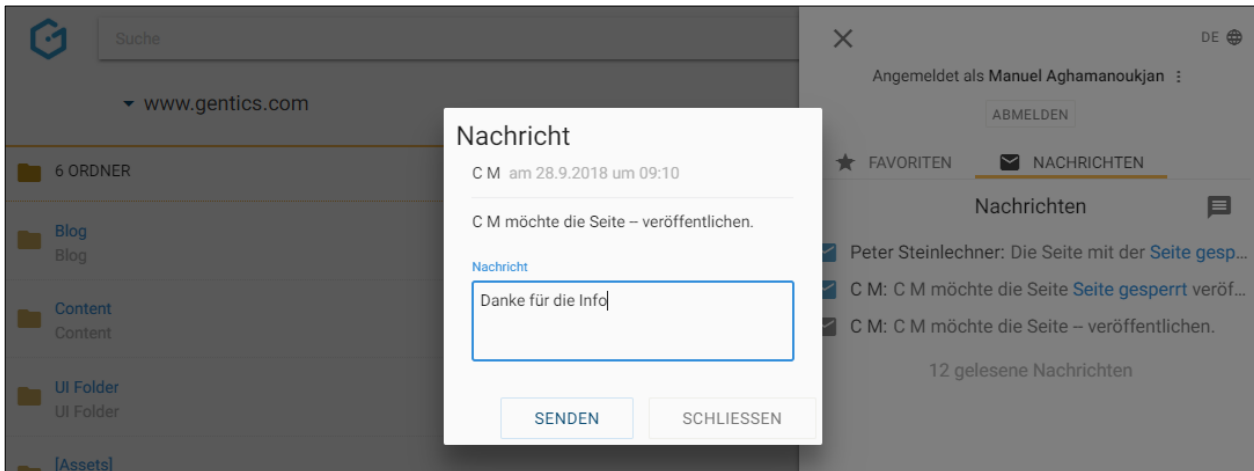 Suche
www.gentics.com
6 ORDNER
Blog
Blog
Content
Content
UI Folder
UI Folder
[Assets]
Nachricht
C M am 28.9.2018 um 09:10
C M möchte die Seite -- veröffentlichen.
Nachricht
Danke für die Info
SENDEN
SCHLIESSEN
DE
Angemeldet als Manuel Aghamanoukjan
ABMELDEN
FAVORITEN
NACHRICHTEN
Nachrichten
Peter Steinlechner: Die Seite mit der Seite gesp...
C M: C M möchte die Seite Seite gesperrt veröf...
C M: C M möchte die Seite -- veröffentlichen.
12 gelesene Nachrichten